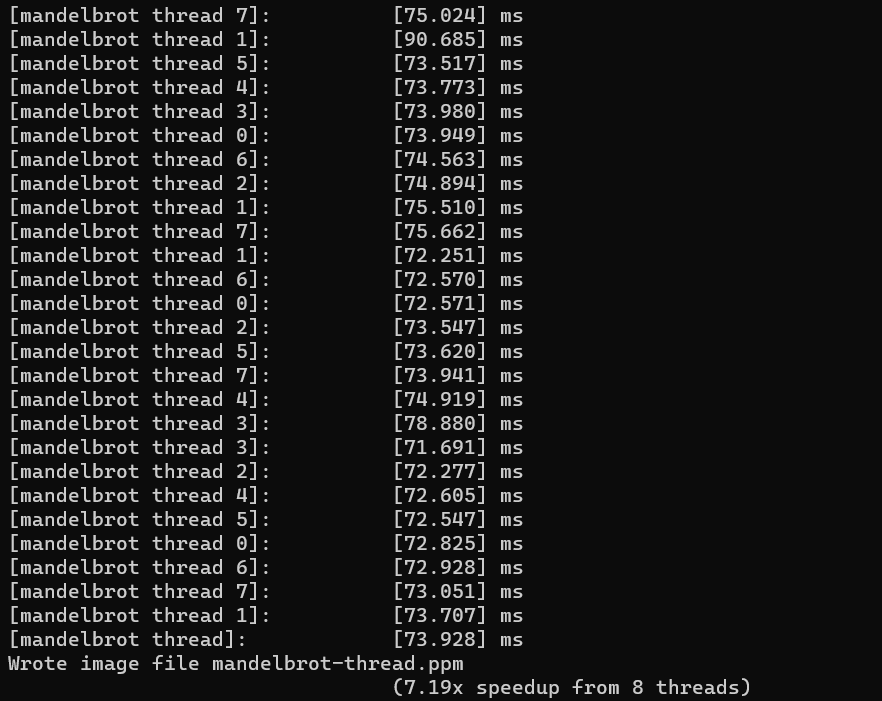 [mandelbrot thread 7]: [75.024] ms
[mandelbrot thread 1]: [90.685] ms
[mandelbrot thread 5]: [73.517] ms
[mandelbrot thread 4]: [73.773] ms
[mandelbrot thread 3]: [73.980] ms
[mandelbrot thread 0]: [73.949] ms
[mandelbrot thread 6]: [74.563] ms
[mandelbrot thread 2]: [74.894] ms
[mandelbrot thread 1]: [75.510] ms
[mandelbrot thread 7]: [75.662] ms
[mandelbrot thread 1]: [72.251] ms
[mandelbrot thread 6]: [72.570] ms
[mandelbrot thread 0]: [72.571] ms
[mandelbrot thread 2]: [73.547] ms
[mandelbrot thread 5]: [73.620] ms
[mandelbrot thread 7]: [73.941] ms
[mandelbrot thread 4]: [74.919] ms
[mandelbrot thread 3]: [78.880] ms
[mandelbrot thread 3]: [71.691] ms
[mandelbrot thread 2]: [72.277] ms
[mandelbrot thread 4]: [72.605] ms
[mandelbrot thread 5]: [72.547] ms
[mandelbrot thread 0]: [72.825] ms
[mandelbrot thread 6]: [72.928] ms
[mandelbrot thread 7]: [73.051] ms
[mandelbrot thread 1]: [73.707] ms
[mandelbrot thread]: [73.928] ms
Wrote image file mandelbrot-thread.ppm
(7.19x speedup from 8 threads)